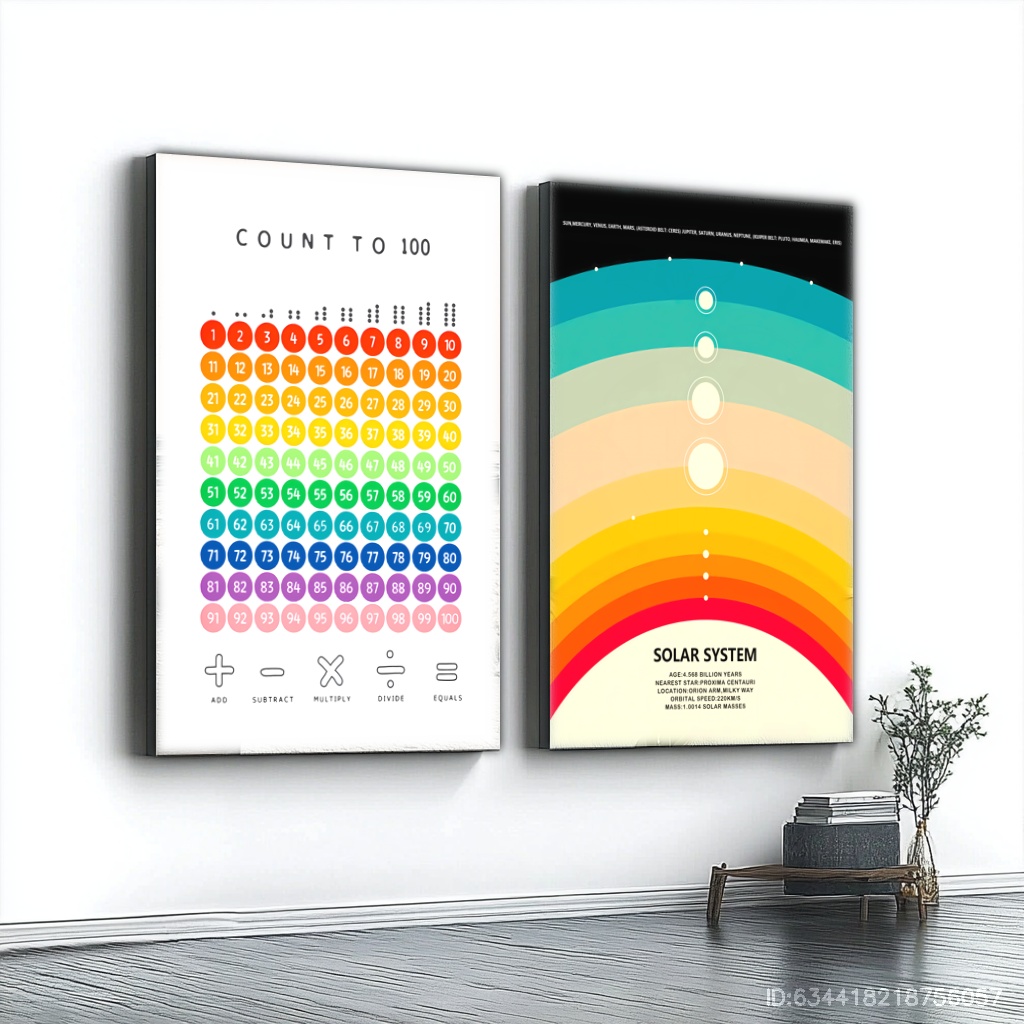 COUNT TO 100
1 2 3 4 5 6 7 8 9 10
11 12 13 14 15 16 17 18 19 20
21 22 23 24 25 26 27 28 29 30
31 32 33 34 35 36 37 38 39 40
41 42 43 44 45 46 47 48 49 50
51 52 53 54 55 56 57 58 59 60
61 62 63 64 65 66 67 68 69 70
71 72 73 74 75 76 77 78 79 80
81 82 83 84 85 86 87 88 89 90
91 92 93 94 95 96 97 98 99 100
+ − × ÷ =
ADD SUBTRACT MULTIPLY DIVIDE EQUALS
SUN,MERCURY, VENUS, EARTH, MARS, (ASTEROID BELT: CERES) JUPITER, SATURN, URANUS, NEPTUNE, (KUIPER BELT: PLUTO, HAUMEA, MAKEMAKE, ERIS)
SOLAR SYSTEM
AGE:4.568 BILLION YEARS
NEAREST STAR:PROXIMA CENTAURI
LOCATION:ORION ARM,MILKY WAY
ORBITAL SPEED:220KM/S
MASS:1.0014 SOLAR MASSES
ID:634418218756057